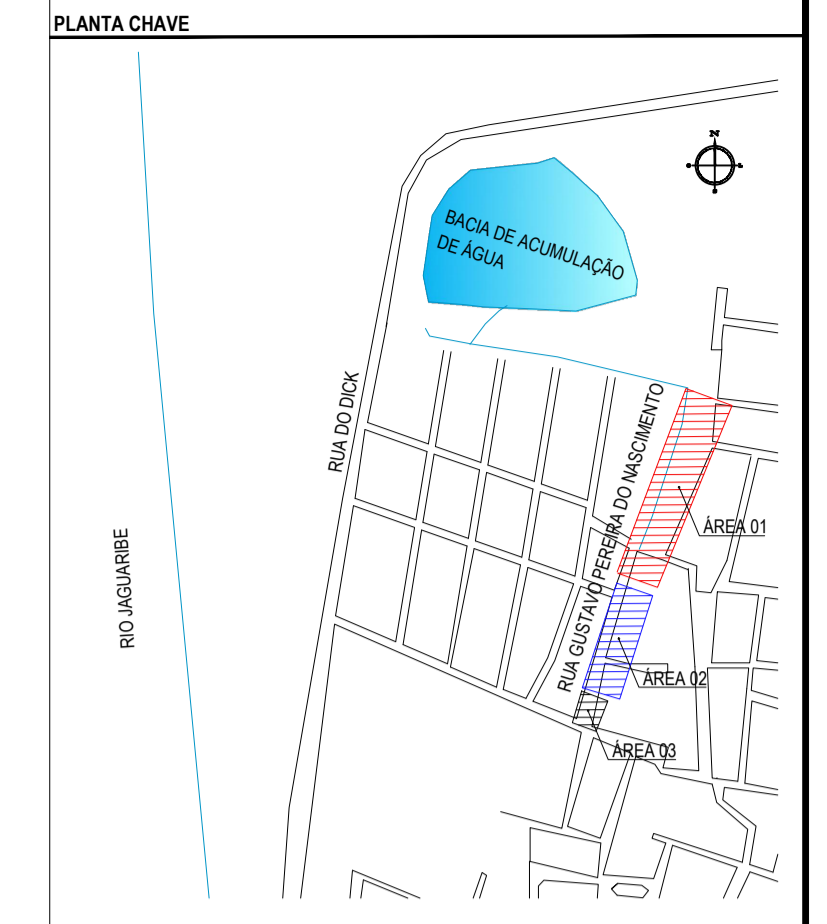 PLANTA CHAVE
N
BACIA DE ACUMULAÇÃO
DE ÁGUA
RUA DO DICK
RUA GUSTAVO PEREIRA DO NASCIMENTO
ÁREA 01
RIO JAGUARIBE
ÁREA 02
ÁREA 03